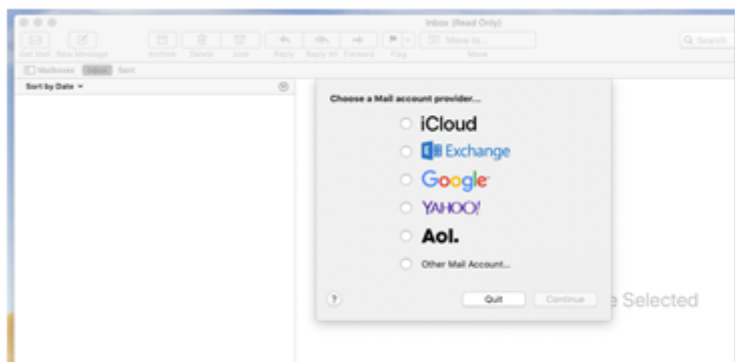 Inbox (Read Only)
Get Mail New Message Archive Delete Junk Reply Reply All Forward Flag Move
Move to...
Search
Mailboxes Inbox Sent
Sort by Date
Choose a Mail account provider...
iCloud
Exchange
Google
YAHOO!
Aol.
Other Mail Account...
? Quit Continue
Selected